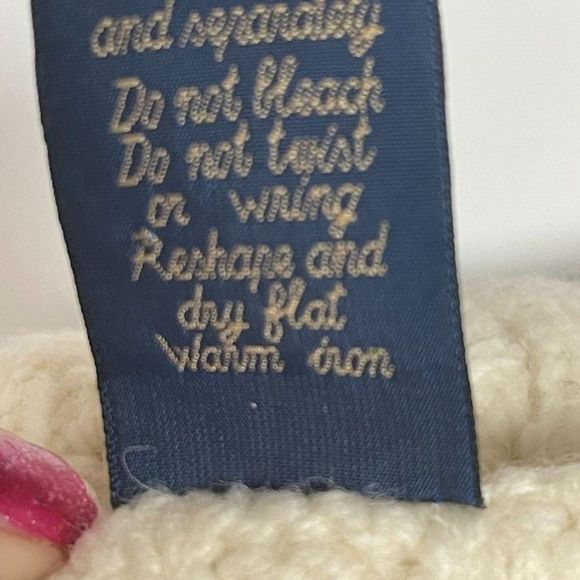 and separately
Do not bleach
Do not twist
or wring
Reshape and
dry flat
Warm iron